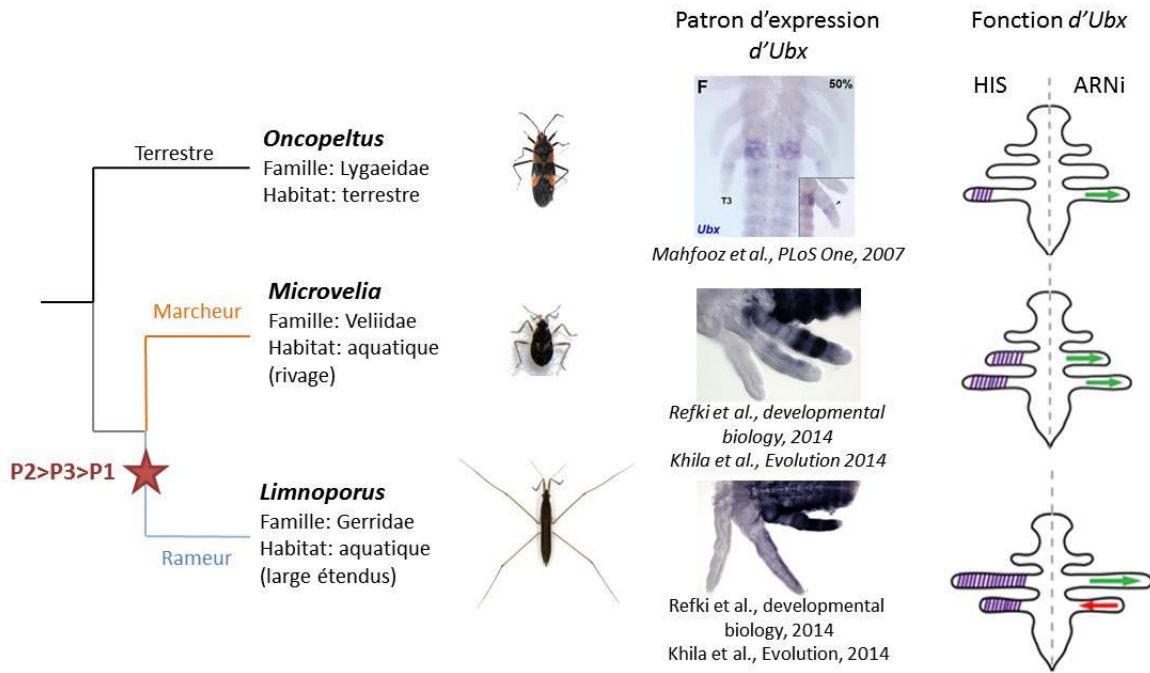 Patron d'expression
d'Ubx
Fonction d'Ubx
HIS
ARNi
F
50%
T3
Ubx
Mahfooz et al., PLoS One, 2007
Terrestre
Oncopeltus
Famille: Lygaeidae
Habitat: terrestre
Marcheur
Microvelia
Famille: Veliidae
Habitat: aquatique
(rivage)
Refki et al., developmental
biology, 2014
Khila et al., Evolution 2014
P2>P3>P1
Rameur
Limnoporus
Famille: Gerridae
Habitat: aquatique
(large étendus)
Refki et al., developmental
biology, 2014
Khila et al., Evolution, 2014